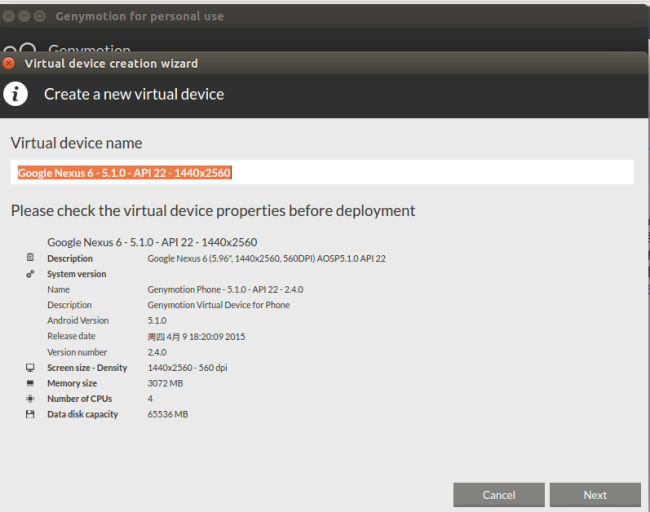 Genymotion for personal use
Genymotion
Virtual device creation wizard
i Create a new virtual device
Virtual device name
Google Nexus 6 - 5.1.0 - API 22 - 1440x2560
Please check the virtual device properties before deployment
Google Nexus 6 - 5.1.0 - API 22 - 1440x2560
Description Google Nexus 6 (5.96", 1440x2560, 560DPI) AOSP5.1.0 API 22
System version
Name Genymotion Phone - 5.1.0 - API 22 - 2.4.0
Description Genymotion Virtual Device for Phone
Android Version 5.1.0
Release date 周四 4月 9 18:20:09 2015
Version number 2.4.0
Screen size - Density 1440x2560 - 560 dpi
Memory size 3072 MB
Number of CPUs 4
Data disk capacity 65536 MB
Cancel Next